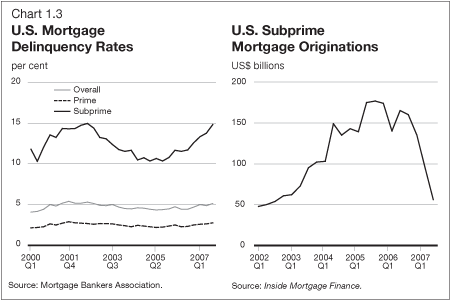 Chart 1.3
U.S. Mortgage
Delinquency Rates
per cent
20
Overall
Prime
Subprime
15
10
5
0
2000 2001 2003 2005 2007
Q1 Q4 Q3 Q2 Q1
Source: Mortgage Bankers Association.
U.S. Subprime
Mortgage Originations
US$ billions
200
150
100
50
0
2002 2003 2004 2005 2006 2007
Q1 Q1 Q1 Q1 Q1 Q1
Source: Inside Mortgage Finance.